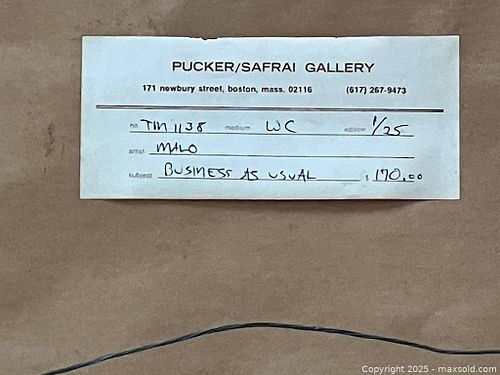 PUCKER/SAFRAI GALLERY
171 newbury street, boston, mass. 02116 (617) 267-9473
no. TM 1138 medium WC edition 1/25
artist MALO
subject BUSINESS AS USUAL $ 170.00
Copyright 2025 - maxsold.com